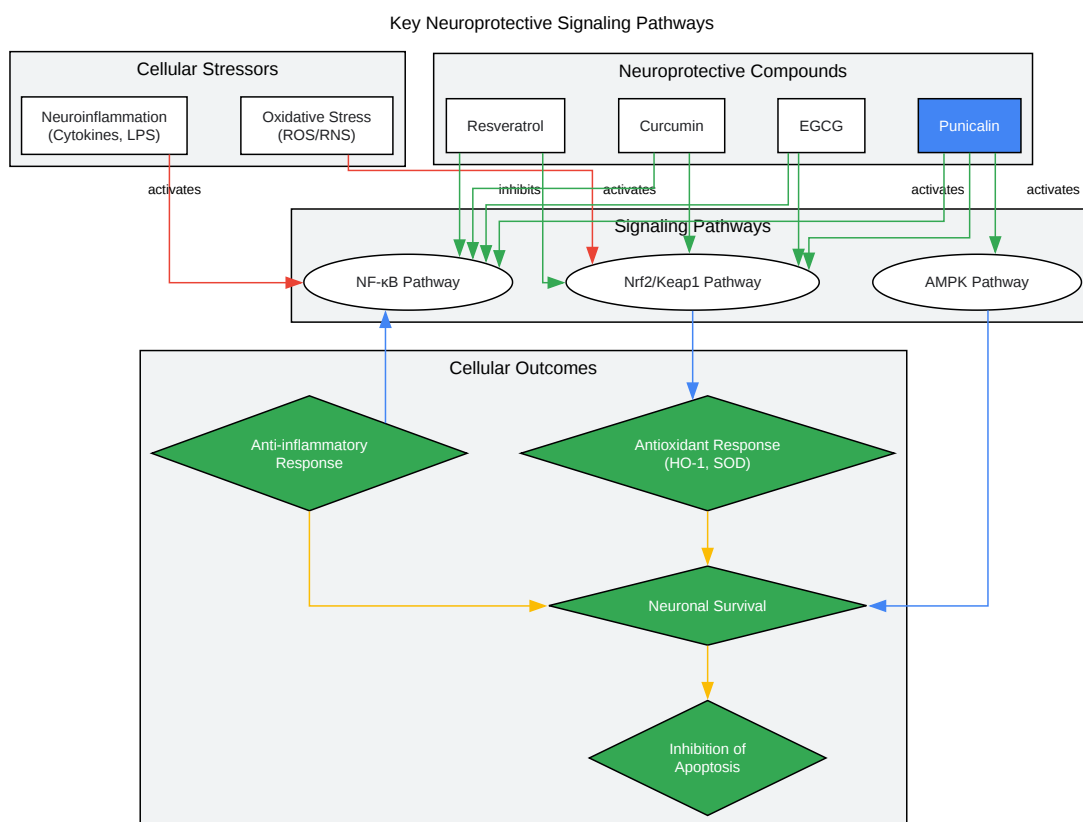 Key Neuroprotective Signaling Pathways
Cellular Stressors
Neuroprotective Compounds
Neuroinflammation
(Cytokines, LPS)
Oxidative Stress
(ROS/RNS)
Resveratrol
Curcumin
EGCG
Punicalin
activates
inhibits
activates
activates
activates
Signaling Pathways
NF-κB Pathway
Nrf2/Keap1 Pathway
AMPK Pathway
Cellular Outcomes
Anti-inflammatory
Response
Antioxidant Response
(HO-1, SOD)
Neuronal Survival
Inhibition of
Apoptosis